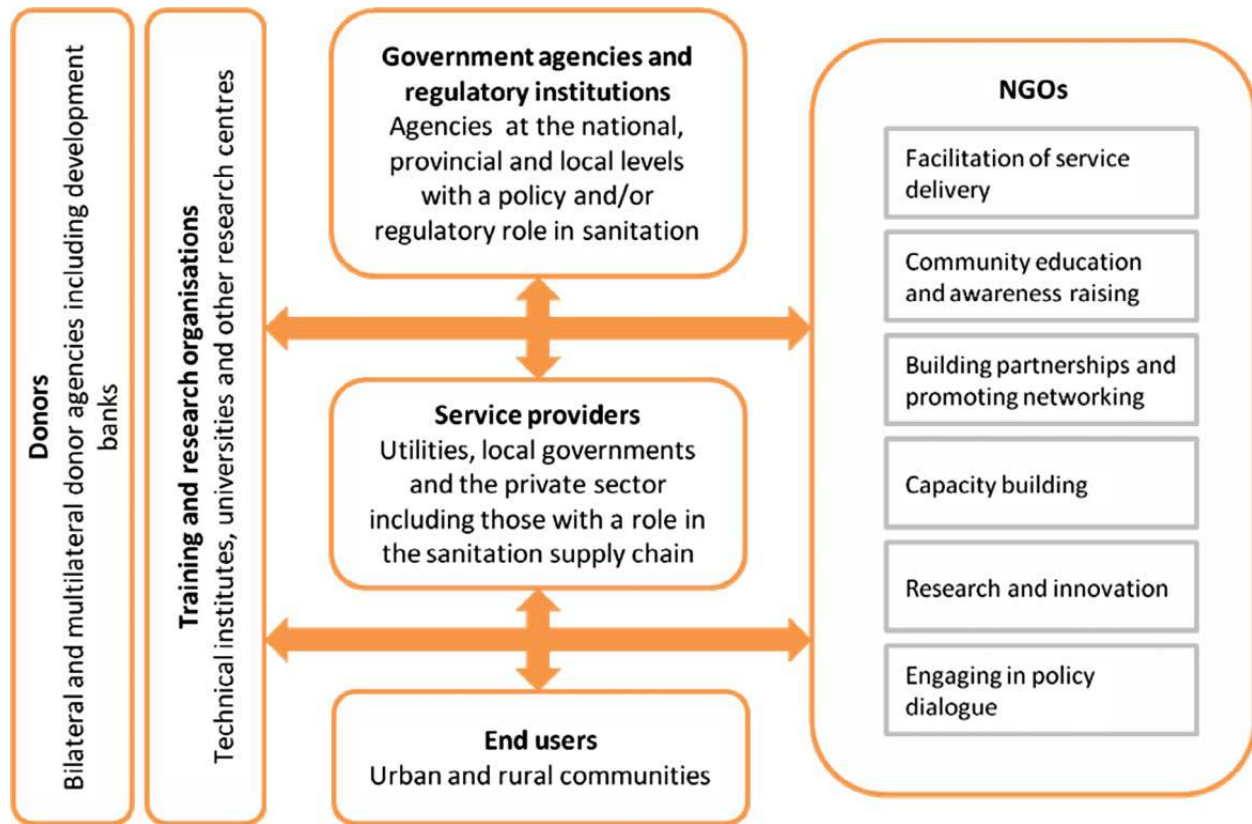 Donors
Bilateral and multilateral donor agencies including development
banks
Training and research organisations
Technical institutes, universities and other research centres
Government agencies and
regulatory institutions
Agencies at the national,
provincial and local levels
with a policy and/or
regulatory role in sanitation
Service providers
Utilities, local governments
and the private sector
including those with a role in
the sanitation supply chain
End users
Urban and rural communities
NGOs
Facilitation of service
delivery
Community education
and awareness raising
Building partnerships and
promoting networking
Capacity building
Research and innovation
Engaging in policy
dialogue